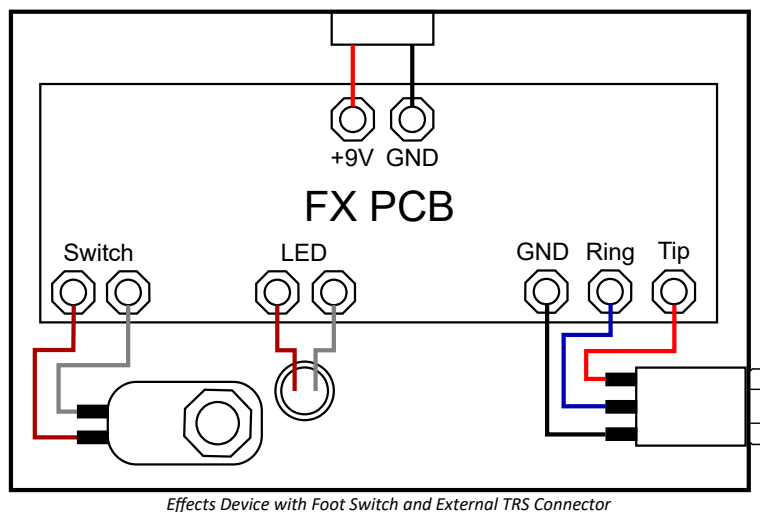 +9V GND
FX PCB
Switch LED GND Ring Tip
Effects Device with Foot Switch and External TRS Connector